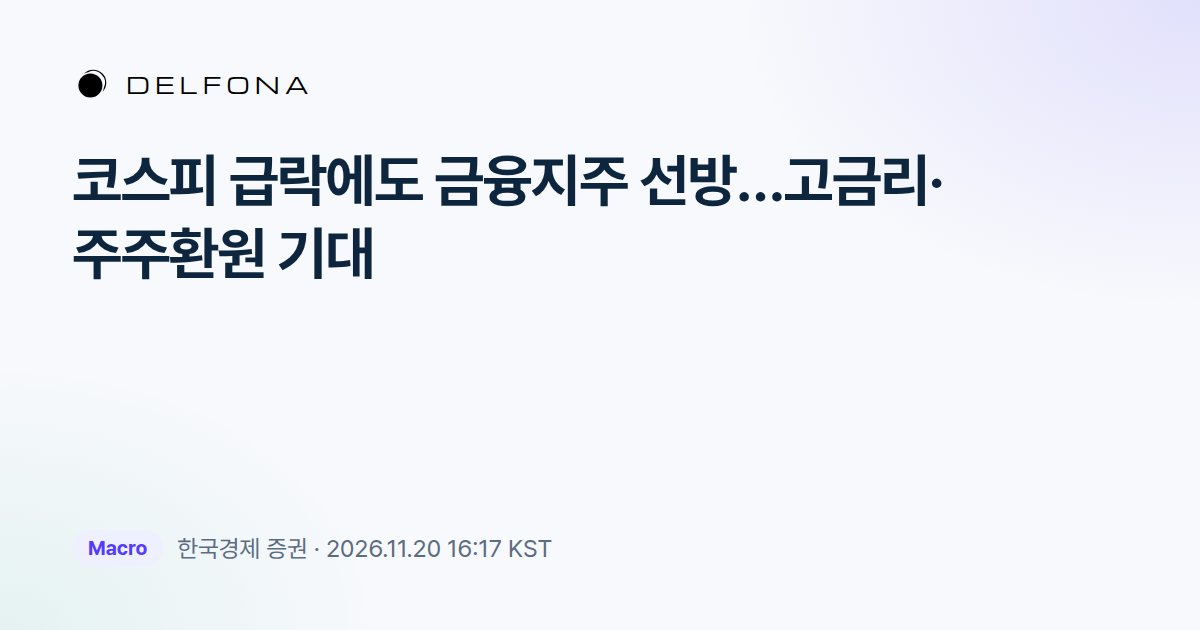 DELFONA
코스피 급락에도 금융지주 선방…고금리·
주주환원 기대
Macro 한국경제 증권 · 2026.11.20 16:17 KST